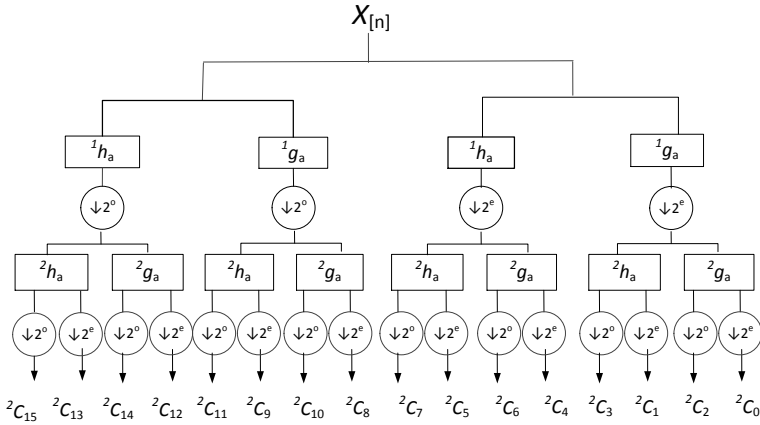 X[n]
¹hₐ ¹gₐ ¹hₐ ¹gₐ
↓2ᵒ ↓2ᵒ ↓2ᵉ ↓2ᵉ
²hₐ ²gₐ ²hₐ ²gₐ ²hₐ ²gₐ ²hₐ ²gₐ
↓2ᵒ ↓2ᵉ ↓2ᵒ ↓2ᵉ ↓2ᵒ ↓2ᵉ ↓2ᵒ ↓2ᵉ ↓2ᵒ ↓2ᵉ ↓2ᵒ ↓2ᵉ ↓2ᵒ ↓2ᵉ ↓2ᵒ ↓2ᵉ
²C₁₅ ²C₁₃ ²C₁₄ ²C₁₂ ²C₁₁ ²C₉ ²C₁₀ ²C₈ ²C₇ ²C₅ ²C₆ ²C₄ ²C₃ ²C₁ ²C₂ ²C₀